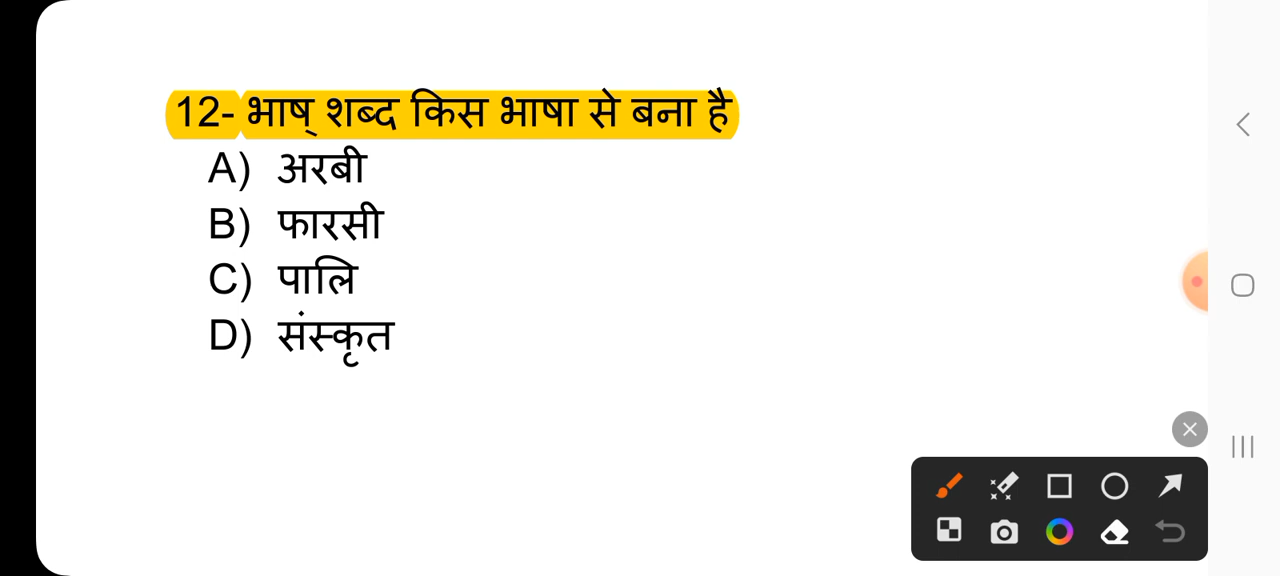 12- भाष् शब्द किस भाषा से बना है
A) अरबी
B) फारसी
C) पालि
D) संस्कृत